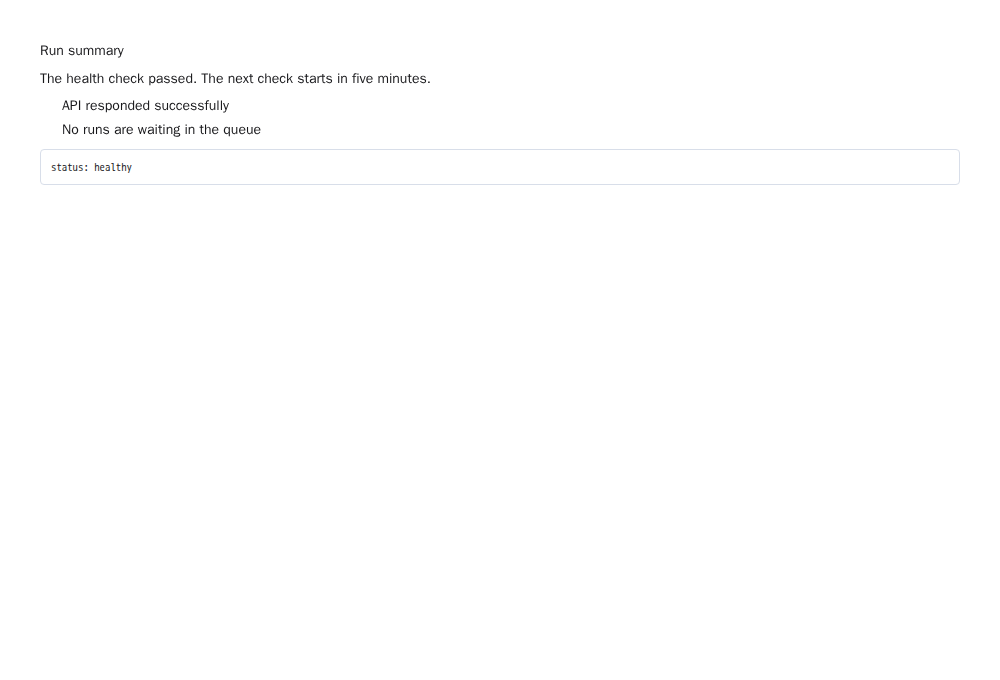 Run summary
The health check passed. The next check starts in five minutes.
API responded successfully
No runs are waiting in the queue
status: healthy